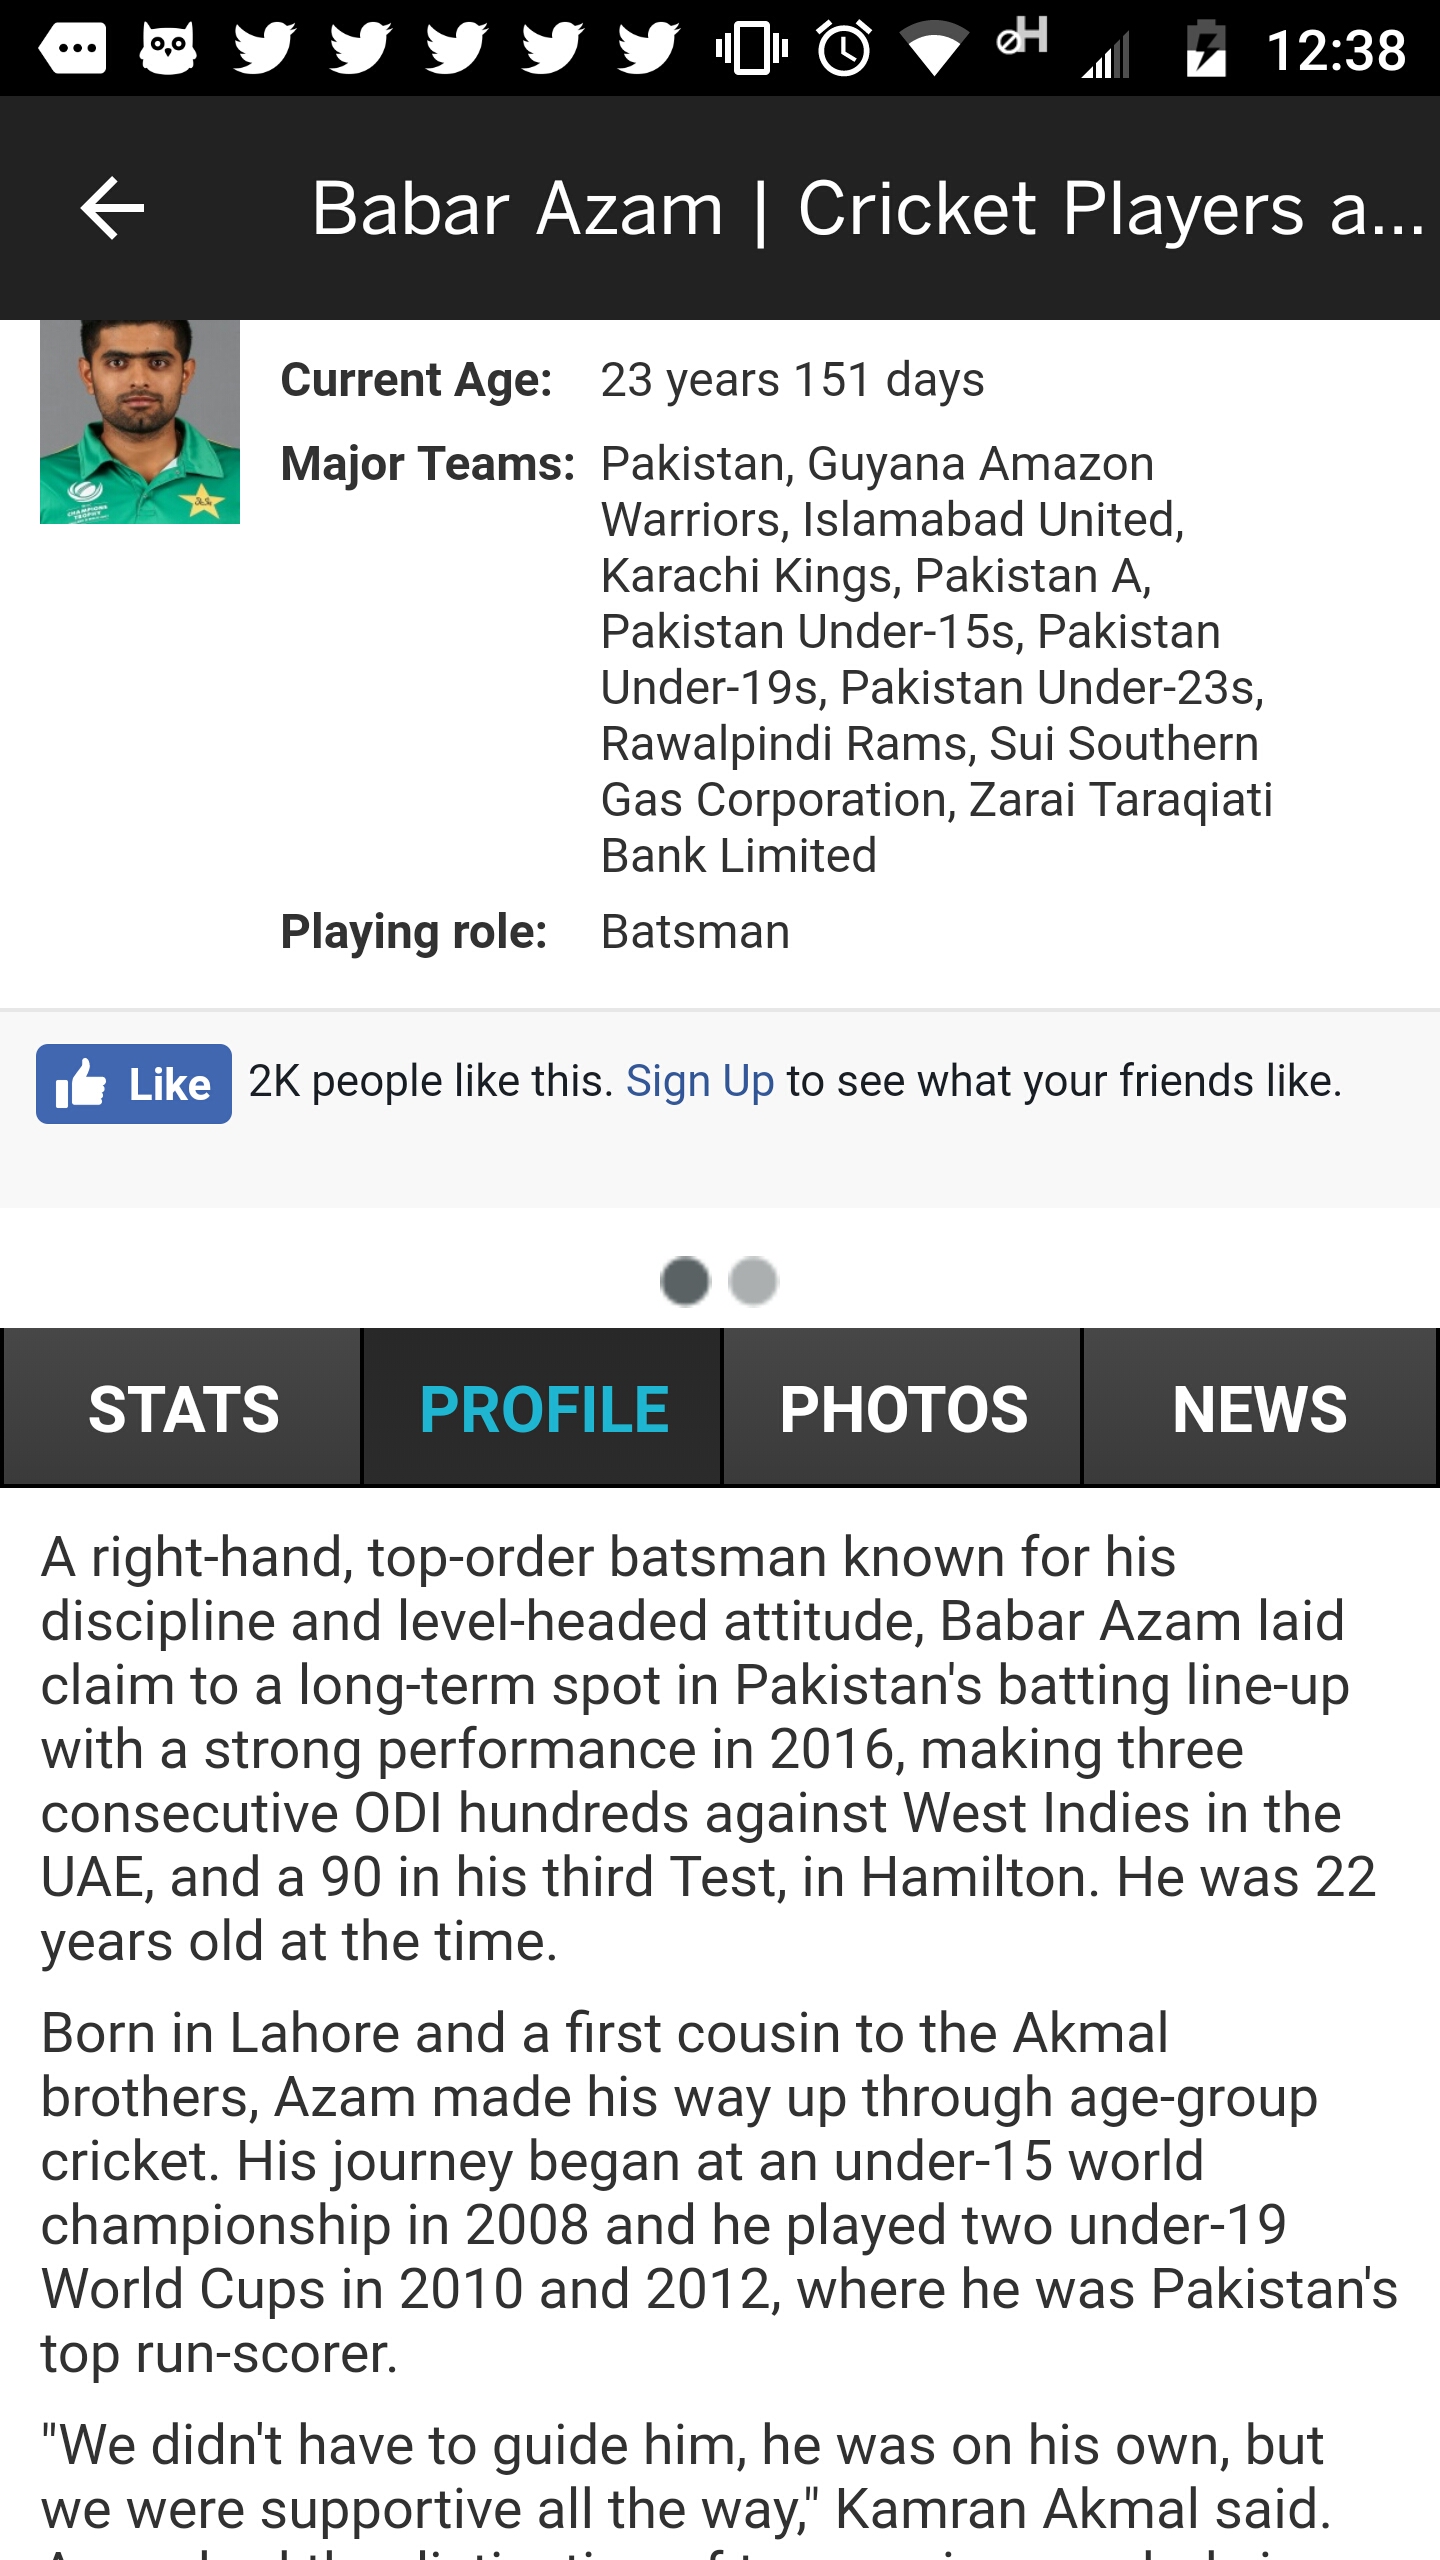 12:38
Babar Azam | Cricket Players a...
Current Age: 23 years 151 days
Major Teams: Pakistan, Guyana Amazon
Warriors, Islamabad United,
Karachi Kings, Pakistan A,
Pakistan Under-15s, Pakistan
Under-19s, Pakistan Under-23s,
Rawalpindi Rams, Sui Southern
Gas Corporation, Zarai Taraqiati
Bank Limited
Playing role: Batsman
Like 2K people like this. Sign Up to see what your friends like.
STATS PROFILE PHOTOS NEWS
A right-hand, top-order batsman known for his
discipline and level-headed attitude, Babar Azam laid
claim to a long-term spot in Pakistan's batting line-up
with a strong performance in 2016, making three
consecutive ODI hundreds against West Indies in the
UAE, and a 90 in his third Test, in Hamilton. He was 22
years old at the time.
Born in Lahore and a first cousin to the Akmal
brothers, Azam made his way up through age-group
cricket. His journey began at an under-15 world
championship in 2008 and he played two under-19
World Cups in 2010 and 2012, where he was Pakistan's
top run-scorer.
"We didn't have to guide him, he was on his own, but
we were supportive all the way," Kamran Akmal said.